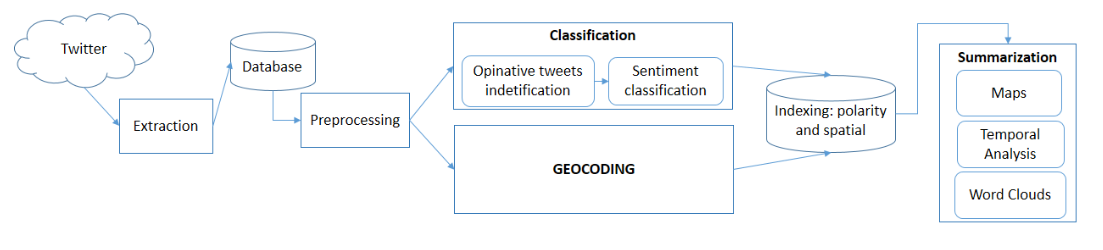 Twitter
Extraction
Database
Preprocessing
Classification
Opinative tweets
indetification
Sentiment
classification
GEOCODING
Indexing: polarity
and spatial
Summarization
Maps
Temporal
Analysis
Word Clouds